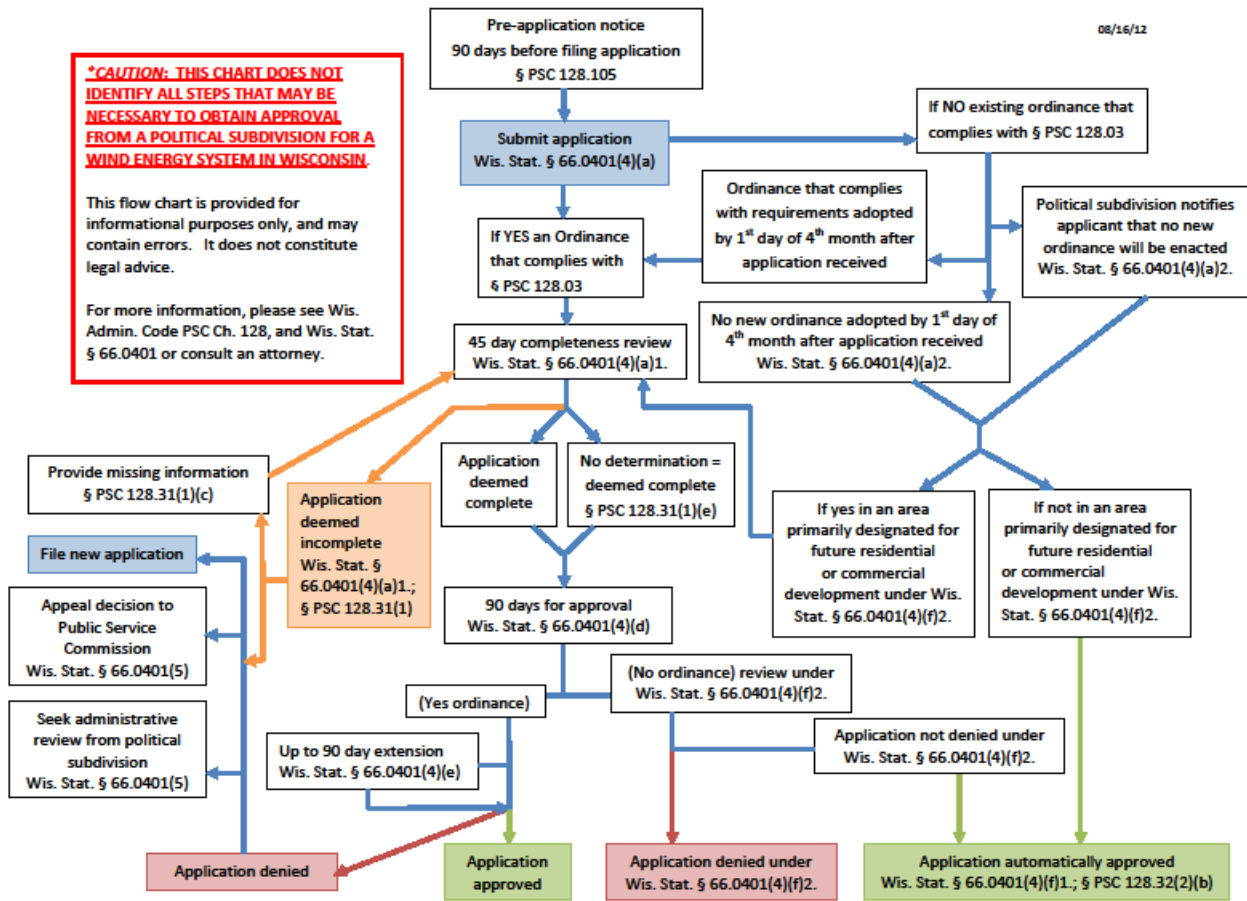 Pre-application notice
90 days before filing application
§ PSC 128.105
08/16/12
*CAUTION: THIS CHART DOES NOT
IDENTIFY ALL STEPS THAT MAY BE
NECESSARY TO OBTAIN APPROVAL
FROM A POLITICAL SUBDIVISION FOR A
WIND ENERGY SYSTEM IN WISCONSIN.
This flow chart is provided for
informational purposes only, and may
contain errors. It does not constitute
legal advice.
For more information, please see Wis.
Admin. Code PSC Ch. 128, and Wis. Stat.
§ 66.0401 or consult an attorney.
Submit application
Wis. Stat. § 66.0401(4)(a)
If NO existing ordinance that
complies with § PSC 128.03
Ordinance that complies
with requirements adopted
by 1st day of 4th month after
application received
Political subdivision notifies
applicant that no new
ordinance will be enacted
Wis. Stat. § 66.0401(4)(a)2.
If YES an Ordinance
that complies with
§ PSC 128.03
No new ordinance adopted by 1st day of
4th month after application received
Wis. Stat. § 66.0401(4)(a)2.
45 day completeness review
Wis. Stat. § 66.0401(4)(a)1.
Provide missing information
§ PSC 128.31(1)(c)
Application
deemed
incomplete
Wis. Stat. §
66.0401(4)(a)1.;
§ PSC 128.31(1)
Application
deemed
complete
No determination =
deemed complete
§ PSC 128.31(1)(e)
If yes in an area
primarily designated for
future residential
or commercial
development under Wis.
Stat. § 66.0401(4)(f)2.
If not in an area
primarily designated for
future residential
or commercial
development under Wis.
Stat. § 66.0401(4)(f)2.
File new application
Appeal decision to
Public Service
Commission
Wis. Stat. § 66.0401(5)
90 days for approval
Wis. Stat. § 66.0401(4)(d)
(No ordinance) review under
Wis. Stat. § 66.0401(4)(f)2.
(Yes ordinance)
Seek administrative
review from political
subdivision
Wis. Stat. § 66.0401(5)
Up to 90 day extension
Wis. Stat. § 66.0401(4)(e)
Application not denied under
Wis. Stat. § 66.0401(4)(f)2.
Application denied
Application
approved
Application denied under
Wis. Stat. § 66.0401(4)(f)2.
Application automatically approved
Wis. Stat. § 66.0401(4)(f)1.; § PSC 128.32(2)(b)